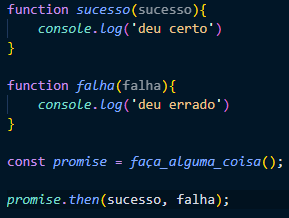 function sucesso(sucesso){
    console.log('deu certo')
}

function falha(falha){
    console.log('deu errado')
}

const promise = faça_alguma_coisa();

promise.then(sucesso, falha);